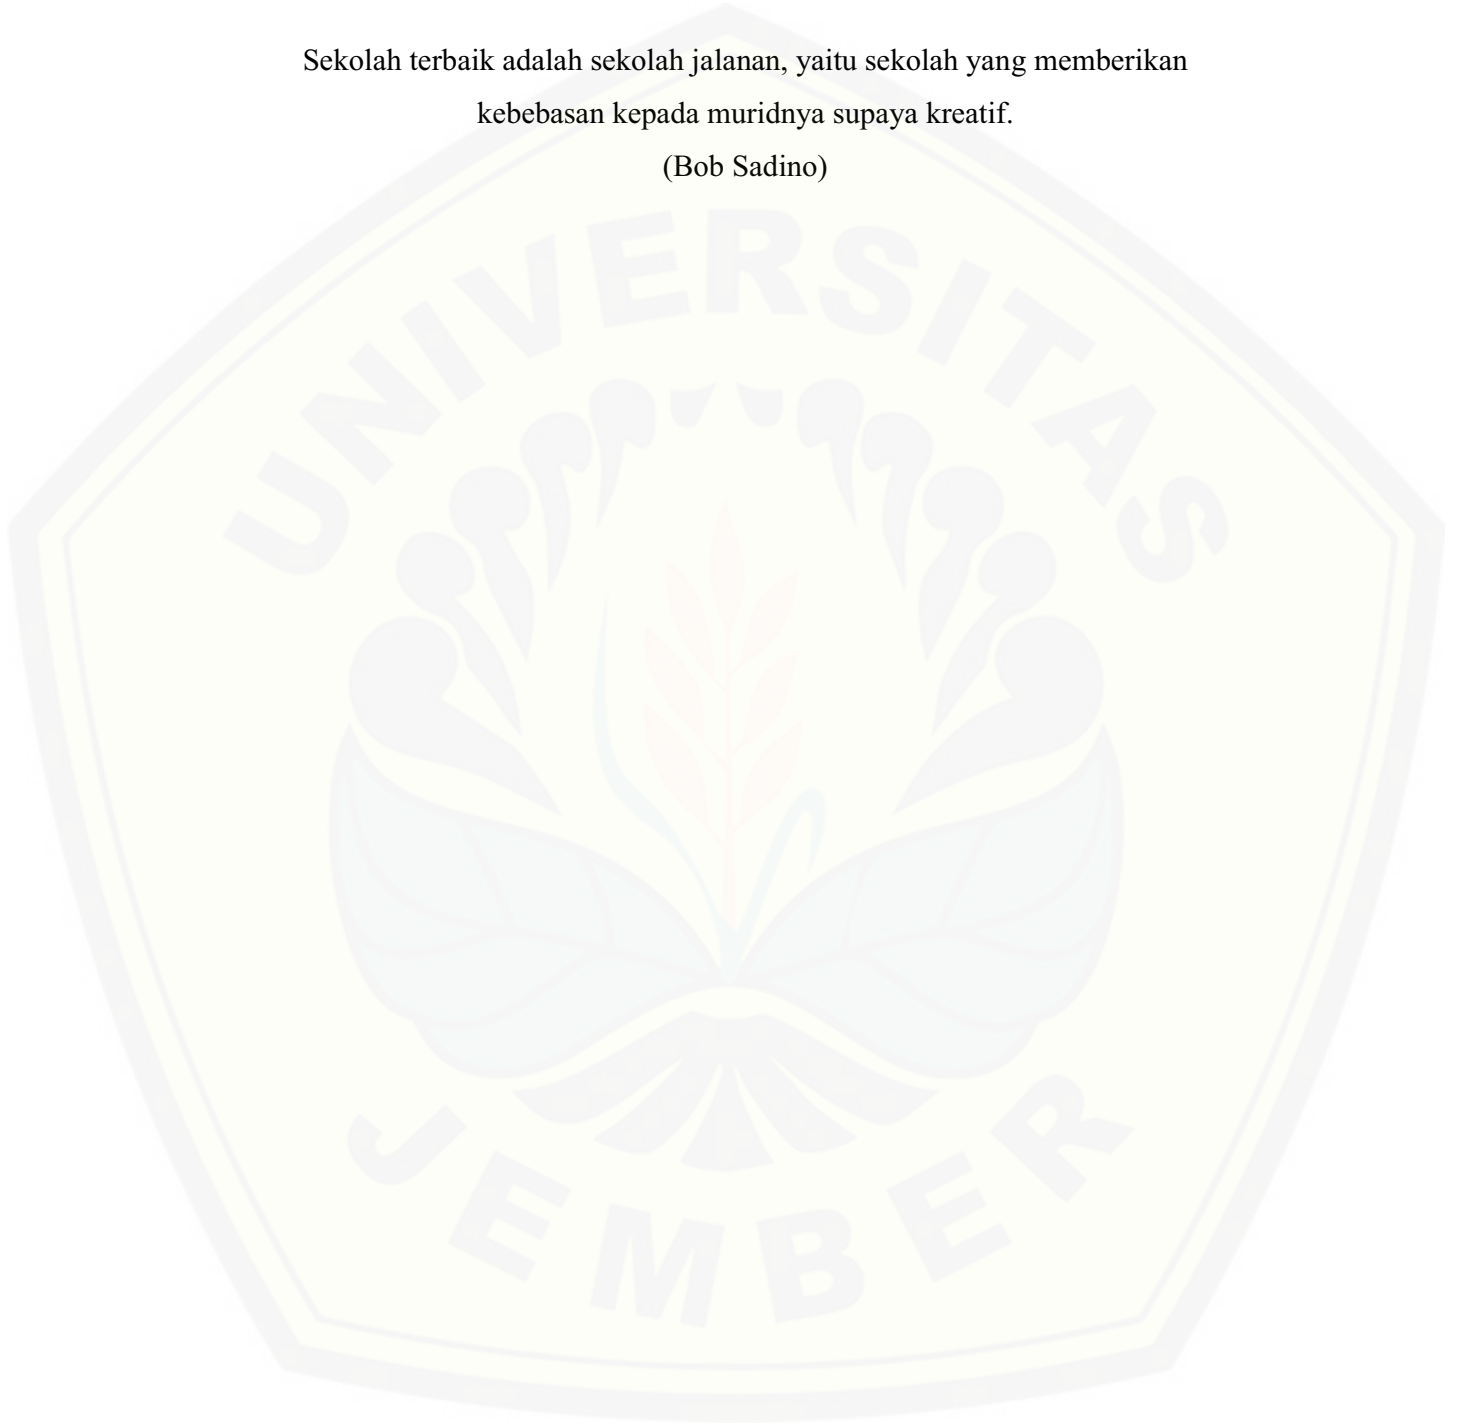 Sekolah terbaik adalah sekolah jalanan, yaitu sekolah yang memberikan
kebebasan kepada muridnya supaya kreatif.
(Bob Sadino)
UNIVERSITAS
JEMBER